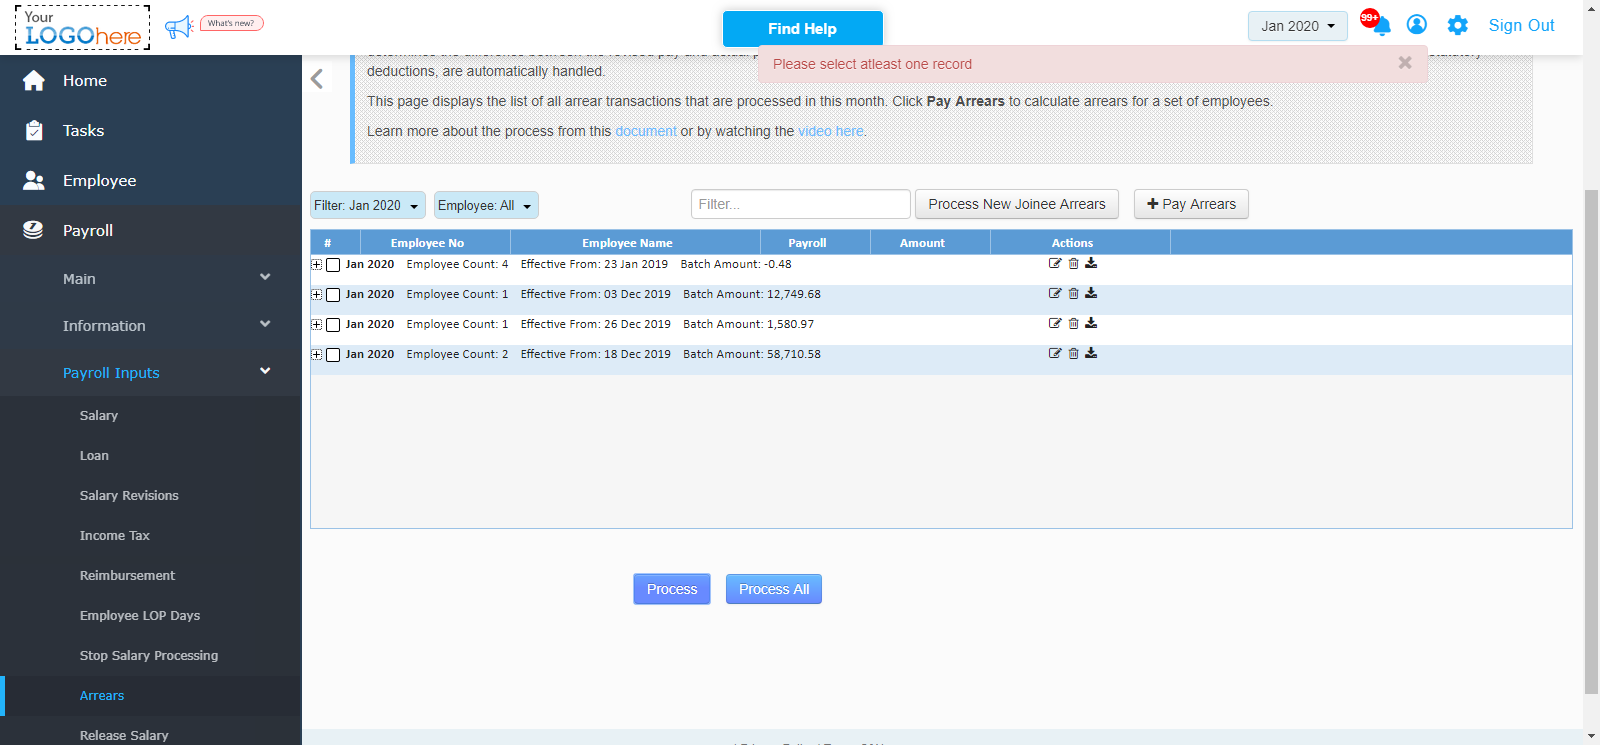 Your
LOGOhere
What's new?
Find Help
Jan 2020
99+
Sign Out
Please select atleast one record
deductions, are automatically handled.
This page displays the list of all arrear transactions that are processed in this month. Click Pay Arrears to calculate arrears for a set of employees.
Learn more about the process from this document or by watching the video here.
Home
Tasks
Employee
Payroll
Main
Information
Payroll Inputs
Salary
Loan
Salary Revisions
Income Tax
Reimbursement
Employee LOP Days
Stop Salary Processing
Arrears
Release Salary
Filter: Jan 2020
Employee: All
Filter...
Process New Joinee Arrears
+ Pay Arrears
# Employee No Employee Name Payroll Amount Actions
Jan 2020 Employee Count: 4 Effective From: 23 Jan 2019 Batch Amount: -0.48
Jan 2020 Employee Count: 1 Effective From: 03 Dec 2019 Batch Amount: 12,749.68
Jan 2020 Employee Count: 1 Effective From: 26 Dec 2019 Batch Amount: 1,580.97
Jan 2020 Employee Count: 2 Effective From: 18 Dec 2019 Batch Amount: 58,710.58
Process
Process All